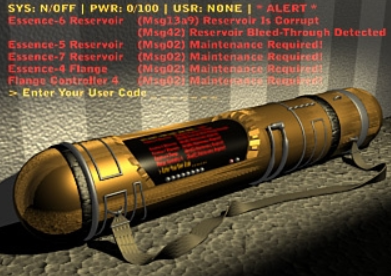 SYS: N/OFF | PWR: 0/100 | USR: NONE | * ALERT *
Essence-6 Reservoir (Msg13a9) Reservoir Is Corrupt
(Msg42) Reservoir Bleed-Through Detected
Essence-5 Reservoir (Msg02) Maintenance Required!
Essence-7 Reservoir (Msg02) Maintenance Required!
Essence-4 Flange (Msg02) Maintenance Required!
Flange Controller 4 (Msg02) Maintenance Required!
> Enter Your User Code